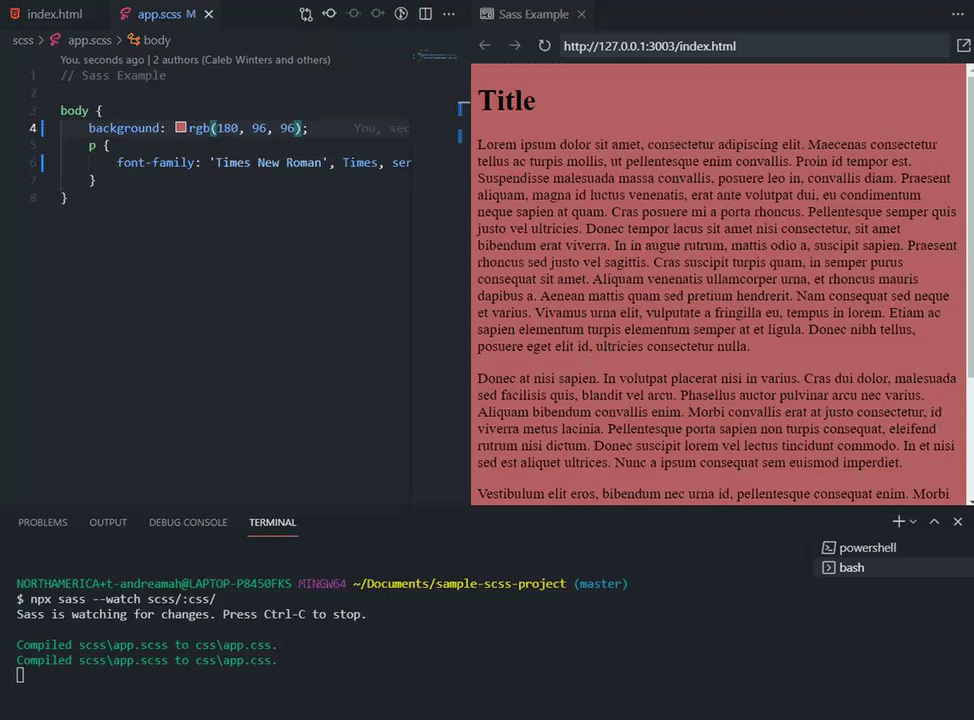 index.html
app.scss M
Sass Example
scss > app.scss > body
http://127.0.0.1:3003/index.html
You, seconds ago | 2 authors (Caleb Winters and others)
1 // Sass Example
2
3 body {
4 background: rgb(180, 96, 96); You, sec
5 p {
6 font-family: 'Times New Roman', Times, ser
7 }
8 }
Title
Lorem ipsum dolor sit amet, consectetur adipiscing elit. Maecenas consectetur
tellus ac turpis mollis, ut pellentesque enim convallis. Proin id tempor est.
Suspendisse malesuada massa convallis, posuere leo in, convallis diam. Praesent
aliquam, magna id luctus venenatis, erat ante volutpat dui, eu condimentum
neque sapien at quam. Cras posuere mi a porta rhoncus. Pellentesque semper quis
justo vel ultricies. Donec tempor lacus sit amet nisi consectetur, sit amet
bibendum erat viverra. In in augue rutrum, mattis odio a, suscipit sapien. Praesent
rhoncus sed justo vel sagittis. Cras suscipit turpis quam, in semper purus
consequat sit amet. Aliquam venenatis ullamcorper urna, et rhoncus mauris
dapibus a. Aenean mattis quam sed pretium hendrerit. Nam consequat sed neque
et varius. Vivamus urna elit, vulputate a fringilla eu, tempus in lorem. Etiam ac
sapien elementum turpis elementum semper at et ligula. Donec nibh tellus,
posuere eget elit id, ultricies consectetur nulla.
Donec at nisi sapien. In volutpat placerat nisi in varius. Cras dui dolor, malesuada
sed facilisis quis, blandit vel arcu. Phasellus auctor pulvinar arcu nec varius.
Aliquam bibendum convallis enim. Morbi convallis erat at justo consectetur, id
viverra metus lacinia. Pellentesque porta sapien non turpis consequat, eleifend
rutrum nisi dictum. Donec suscipit lorem vel lectus tincidunt commodo. In et nisi
sed est aliquet ultrices. Nunc a ipsum consequat sem euismod imperdiet.
Vestibulum elit eros, bibendum nec urna id, pellentesque consequat enim. Morbi
PROBLEMS OUTPUT DEBUG CONSOLE TERMINAL
powershell
bash
NORTHAMERICA+t-andreamah@LAPTOP-P8450FKS MINGW64 ~/Documents/sample-scss-project (master)
$ npx sass --watch scss/:css/
Sass is watching for changes. Press Ctrl-C to stop.
Compiled scss\app.scss to css\app.css.
Compiled scss\app.scss to css\app.css.